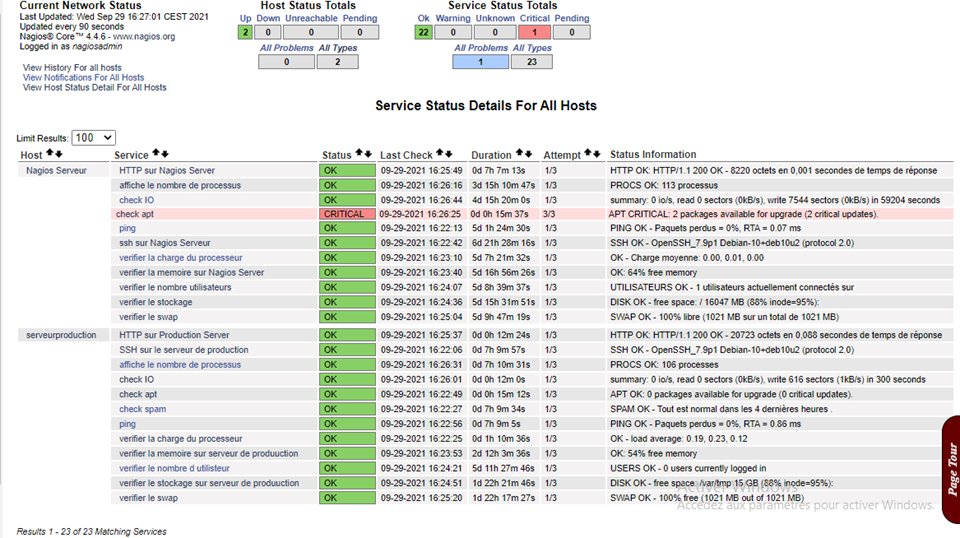 Current Network Status
Last Updated: Wed Sep 29 16:27:01 CEST 2021
Updated every 90 seconds
Nagios® Core™ 4.4.6 - www.nagios.org
Logged in as nagiosadmin
View History For all hosts
View Notifications For All Hosts
View Host Status Detail For All Hosts
Host Status Totals
Up Down Unreachable Pending
2 0 0 0
All Problems All Types
0 2
Service Status Totals
Ok Warning Unknown Critical Pending
22 0 0 1 0
All Problems All Types
1 23
Service Status Details For All Hosts
Limit Results: 100
Host Service Status Last Check Duration Attempt Status Information
Nagios Serveur HTTP sur Nagios Server OK 09-29-2021 16:25:49 0d 7h 7m 13s 1/3 HTTP OK: HTTP/1.1 200 OK - 8220 octets en 0,001 secondes de temps de réponse
affiche le nombre de processus OK 09-29-2021 16:26:16 3d 15h 10m 47s 1/3 PROCS OK: 113 processus
check IO OK 09-29-2021 16:26:44 4d 15h 20m 0s 1/3 summary: 0 io/s, read 0 sectors (0kB/s), write 7544 sectors (0kB/s) in 59204 seconds
check apt CRITICAL 09-29-2021 16:26:25 0d 0h 15m 37s 3/3 APT CRITICAL: 2 packages available for upgrade (2 critical updates).
ping OK 09-29-2021 16:22:13 5d 1h 24m 30s 1/3 PING OK - Paquets perdus = 0%, RTA = 0.07 ms
ssh sur Nagios Serveur OK 09-29-2021 16:22:42 6d 21h 28m 16s 1/3 SSH OK - OpenSSH_7.9p1 Debian-10+deb10u2 (protocol 2.0)
verifier la charge du processeur OK 09-29-2021 16:23:10 5d 7h 21m 32s 1/3 OK - Charge moyenne: 0.00, 0.01, 0.00
verifier la memoire sur Nagios Server OK 09-29-2021 16:23:40 5d 16h 56m 26s 1/3 OK: 64% free memory
verifier le nombre utilisateurs OK 09-29-2021 16:24:07 5d 8h 39m 37s 1/3 UTILISATEURS OK - 1 utilisateurs actuellement connectés sur
verifier le stockage OK 09-29-2021 16:24:36 5d 15h 31m 51s 1/3 DISK OK - free space: / 16047 MB (88% inode=95%):
verifier le swap OK 09-29-2021 16:25:04 5d 9h 47m 19s 1/3 SWAP OK - 100% libre (1021 MB sur un total de 1021 MB)
serveurproduction HTTP sur Production Server OK 09-29-2021 16:25:37 0d 0h 12m 24s 1/3 HTTP OK: HTTP/1.1 200 OK - 20723 octets en 0,088 secondes de temps de réponse
SSH sur le serveur de production OK 09-29-2021 16:22:06 0d 7h 9m 57s 1/3 SSH OK - OpenSSH_7.9p1 Debian-10+deb10u2 (protocol 2.0)
affiche le nombre de processus OK 09-29-2021 16:26:31 0d 7h 10m 31s 1/3 PROCS OK: 106 processes
check IO OK 09-29-2021 16:26:01 0d 0h 12m 0s 1/3 summary: 0 io/s, read 0 sectors (0kB/s), write 616 sectors (1kB/s) in 300 seconds
check apt OK 09-29-2021 16:22:49 0d 0h 15m 12s 1/3 APT OK: 0 packages available for upgrade (0 critical updates).
check spam OK 09-29-2021 16:22:27 0d 7h 9m 34s 1/3 SPAM OK - Tout est normal dans les 4 dernières heures .
ping OK 09-29-2021 16:22:56 0d 7h 9m 5s 1/3 PING OK - Paquets perdus = 0%, RTA = 0.86 ms
verifier la charge du processeur OK 09-29-2021 16:22:25 0d 1h 10m 36s 1/3 OK - load average: 0.19, 0.23, 0.12
verifier la memoire sur serveur de produuction OK 09-29-2021 16:23:53 2d 12h 3m 36s 1/3 OK: 54% free memory
verifier le nombre d utilisteur OK 09-29-2021 16:24:21 5d 11h 27m 46s 1/3 USERS OK - 0 users currently logged in
verifier le stockage sur serveur de produuction OK 09-29-2021 16:24:51 1d 22h 21m 46s 1/3 DISK OK - free space: /var/tmp 15 GB (88% inode=95%):
verifier le swap OK 09-29-2021 16:25:20 1d 22h 17m 27s 1/3 SWAP OK - 100% free (1021 MB out of 1021 MB)
Activer Windows
Accédez aux paramètres pour activer Windows.
Page Tour
Results 1 - 23 of 23 Matching Services